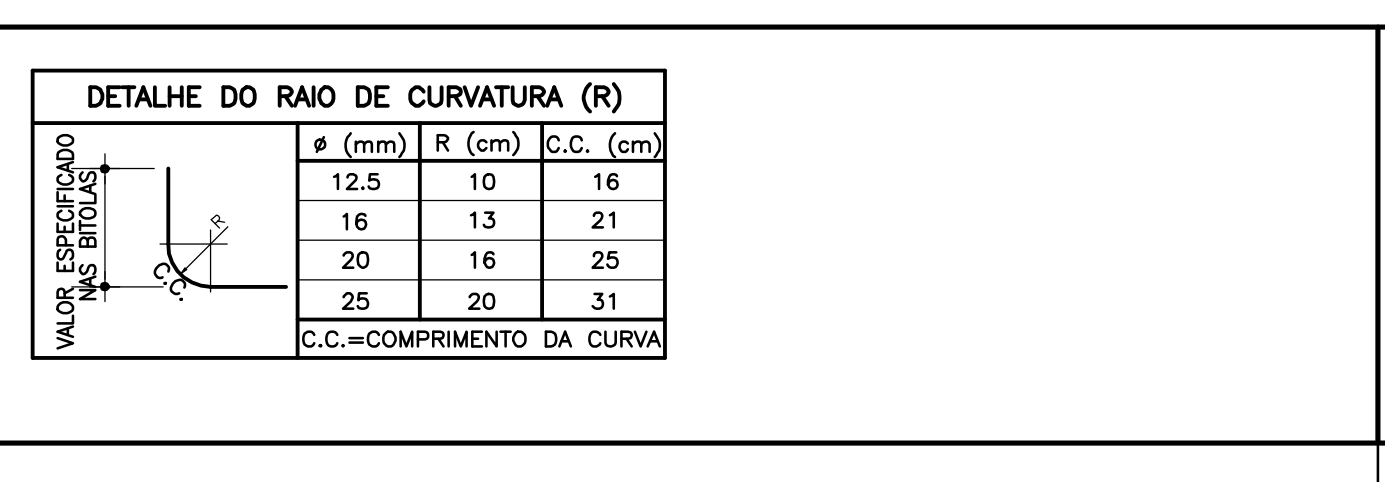 DETALHE DO RAIO DE CURVATURA (R)
VALOR ESPECIFICADO
NAS BITOLAS
R
C.C.
ø (mm) R (cm) C.C. (cm)
12.5 10 16
16 13 21
20 16 25
25 20 31
C.C.=COMPRIMENTO DA CURVA